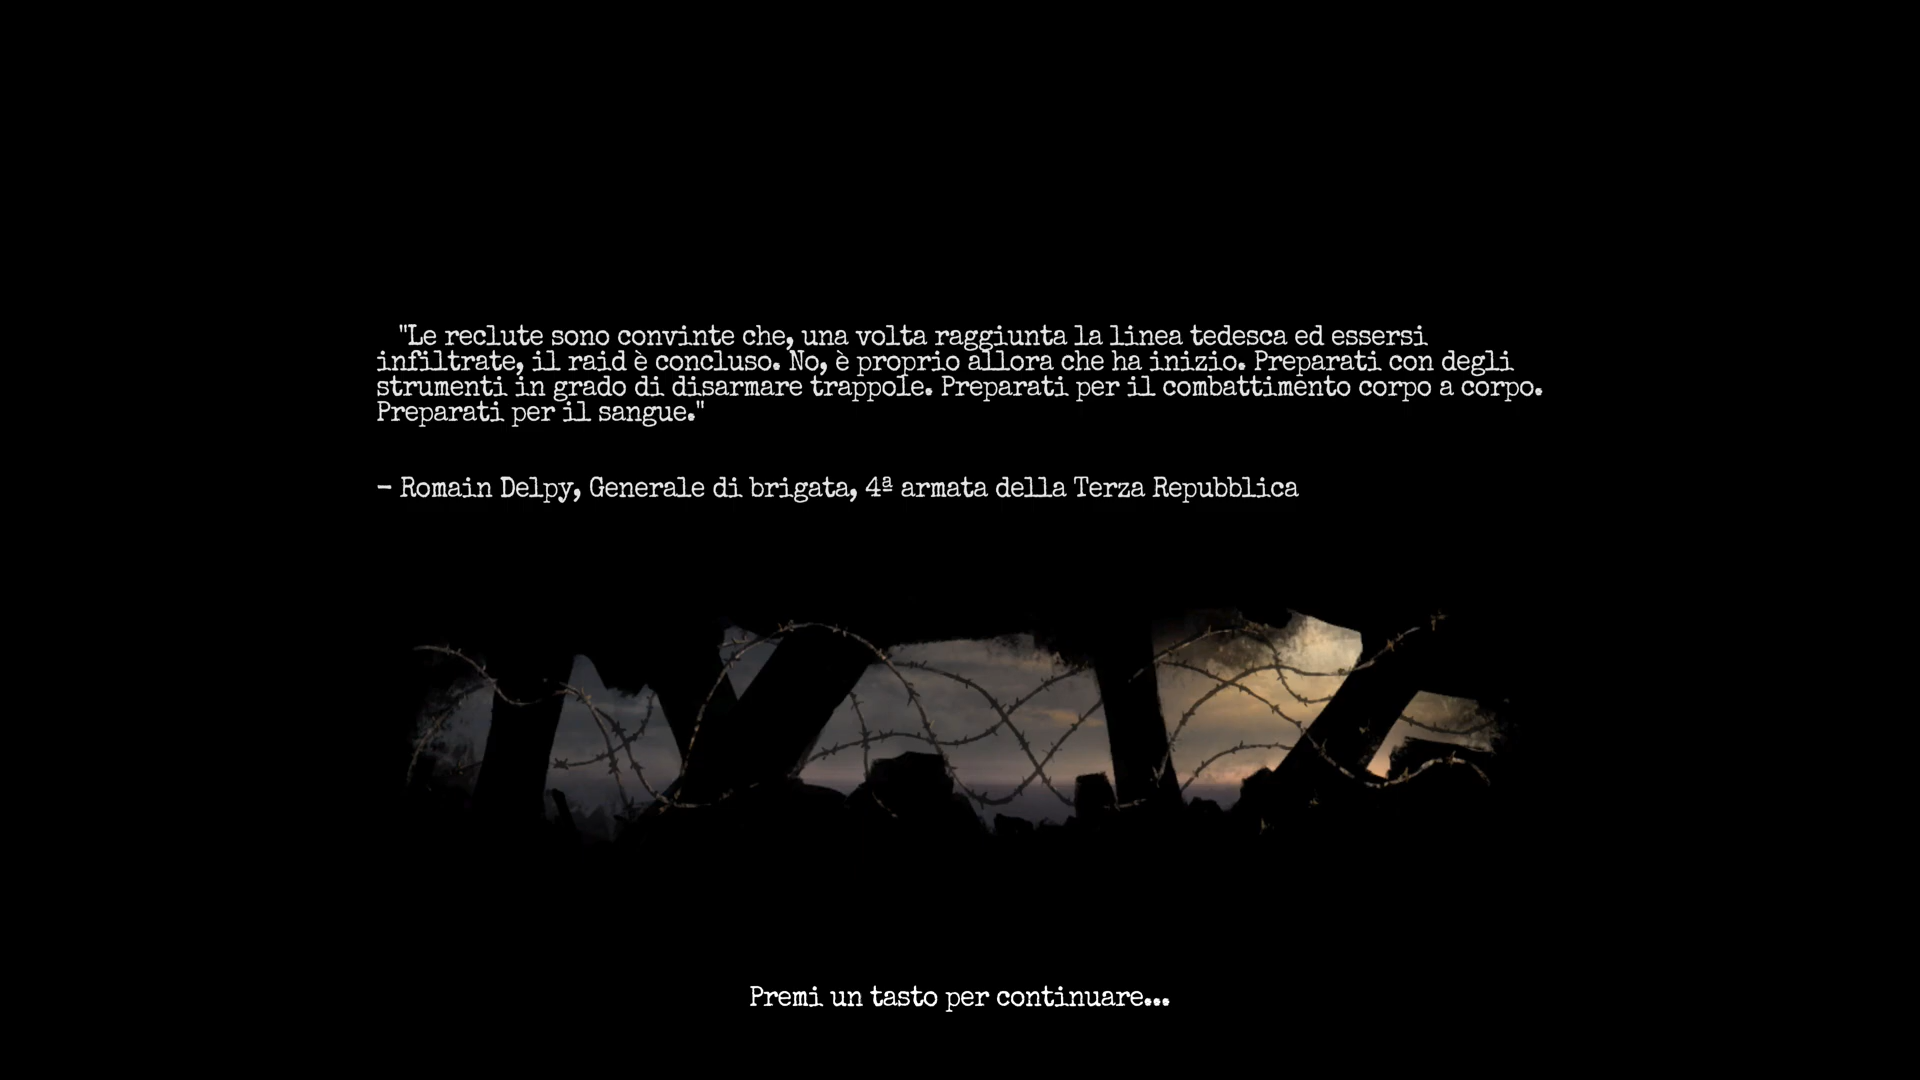 "Le reclute sono convinte che, una volta raggiunta la linea tedesca ed essersi
infiltrate, il raid è concluso. No, è proprio allora che ha inizio. Preparati con degli
strumenti in grado di disarmare trappole. Preparati per il combattimento corpo a corpo.
Preparati per il sangue."
– Romain Delpy, Generale di brigata, 4ª armata della Terza Repubblica
Premi un tasto per continuare...